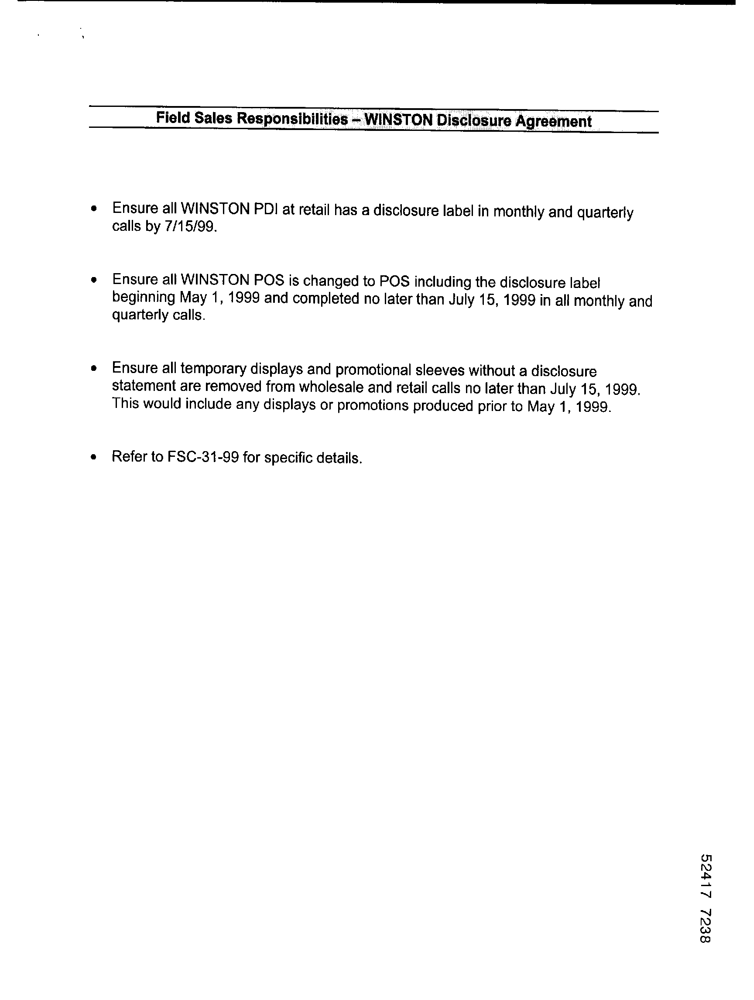 Field Sales Responsibilities – WINSTON Disclosure Agreement
• Ensure all WINSTON PDI at retail has a disclosure label in monthly and quarterly
calls by 7/15/99.
• Ensure all WINSTON POS is changed to POS including the disclosure label
beginning May 1, 1999 and completed no later than July 15, 1999 in all monthly and
quarterly calls.
• Ensure all temporary displays and promotional sleeves without a disclosure
statement are removed from wholesale and retail calls no later than July 15, 1999.
This would include any displays or promotions produced prior to May 1, 1999.
• Refer to FSC-31-99 for specific details.
52417 7238